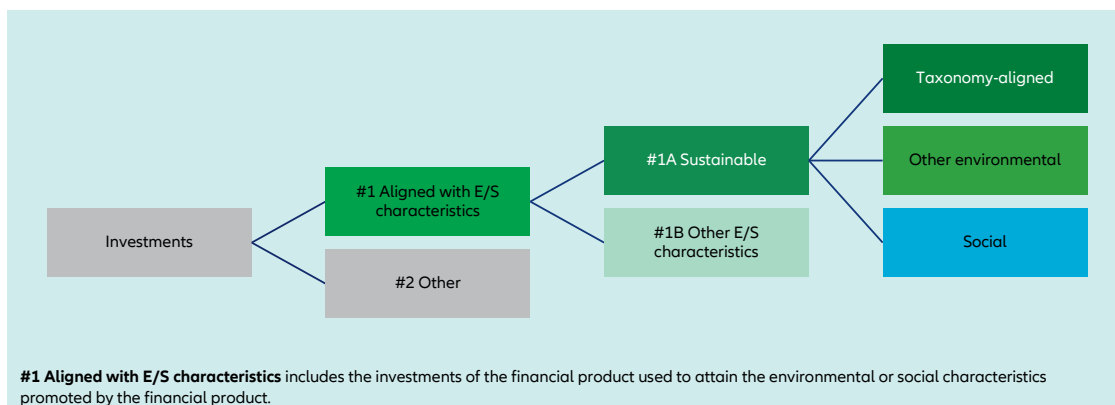 Taxonomy-aligned
#1A Sustainable
Other environmental
#1 Aligned with E/S
characteristics
Investments
#1B Other E/S
characteristics
Social
#2 Other
#1 Aligned with E/S characteristics includes the investments of the financial product used to attain the environmental or social characteristics
promoted by the financial product.